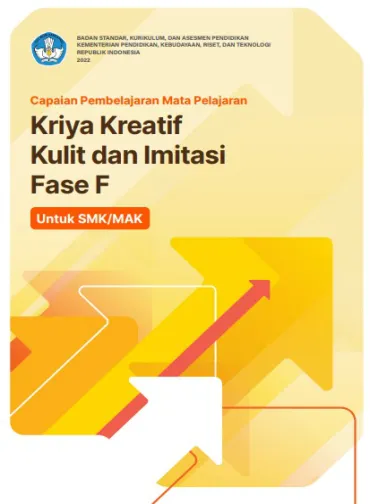 BADAN STANDAR, KURIKULUM, DAN ASESMEN PENDIDIKAN
KEMENTERIAN PENDIDIKAN, KEBUDAYAAN, RISET, DAN TEKNOLOGI
REPUBLIK INDONESIA
2022
Capaian Pembelajaran Mata Pelajaran
Kriya Kreatif
Kulit dan Imitasi
Fase F
Untuk SMK/MAK